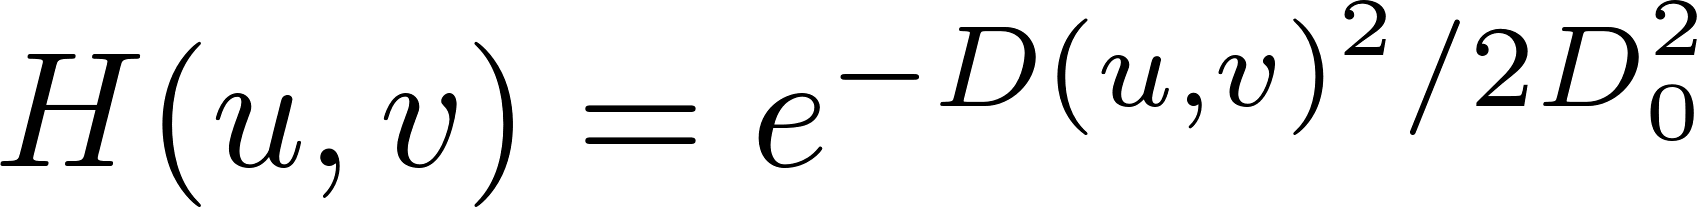 H(u, v) = e^{-D(u,v)^2/2D_0^2}